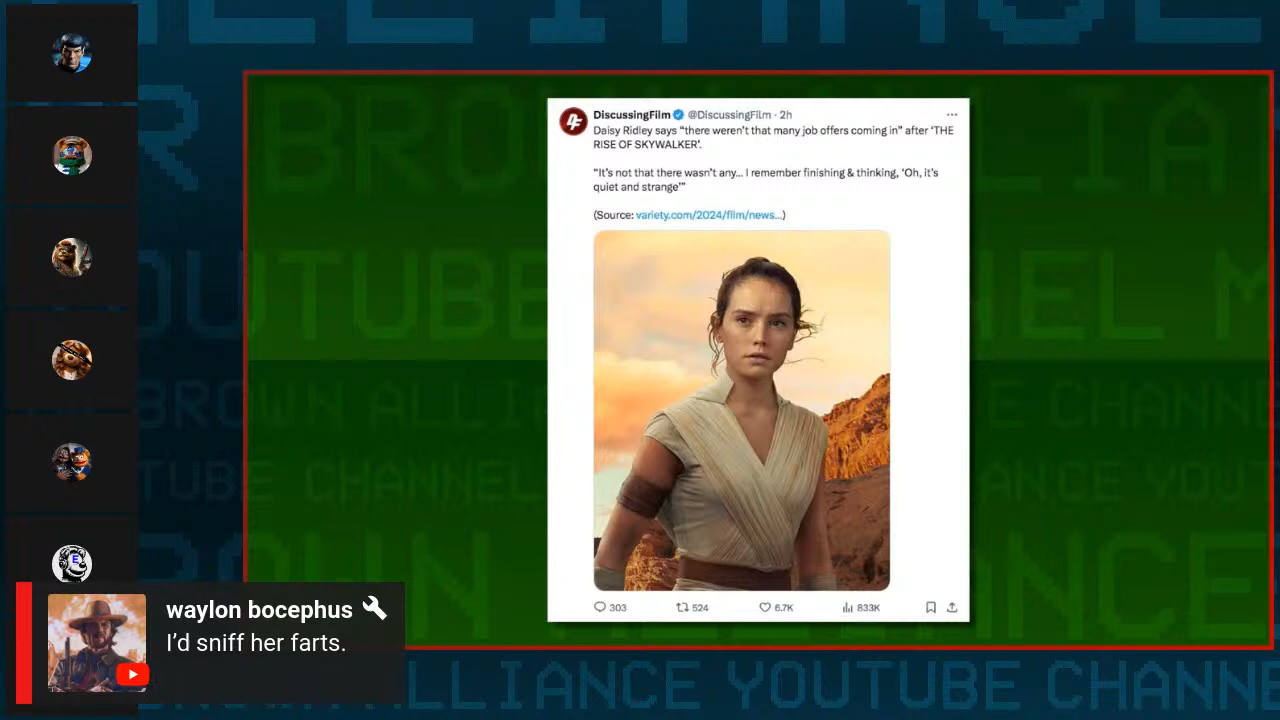 DiscussingFilm @DiscussingFilm · 2h
Daisy Ridley says “there weren’t that many job offers coming in” after ‘THE
RISE OF SKYWALKER’.
“It’s not that there wasn’t any... I remember finishing & thinking, ‘Oh, it’s
quiet and strange’”
(Source: variety.com/2024/film/news...)
303 524 6.7K 833K
waylon bocephus
I’d sniff her farts.
BROWN ALLIANCE
YOUTUBE CHANNEL
ALLIANCE YOUTUBE CHANNE